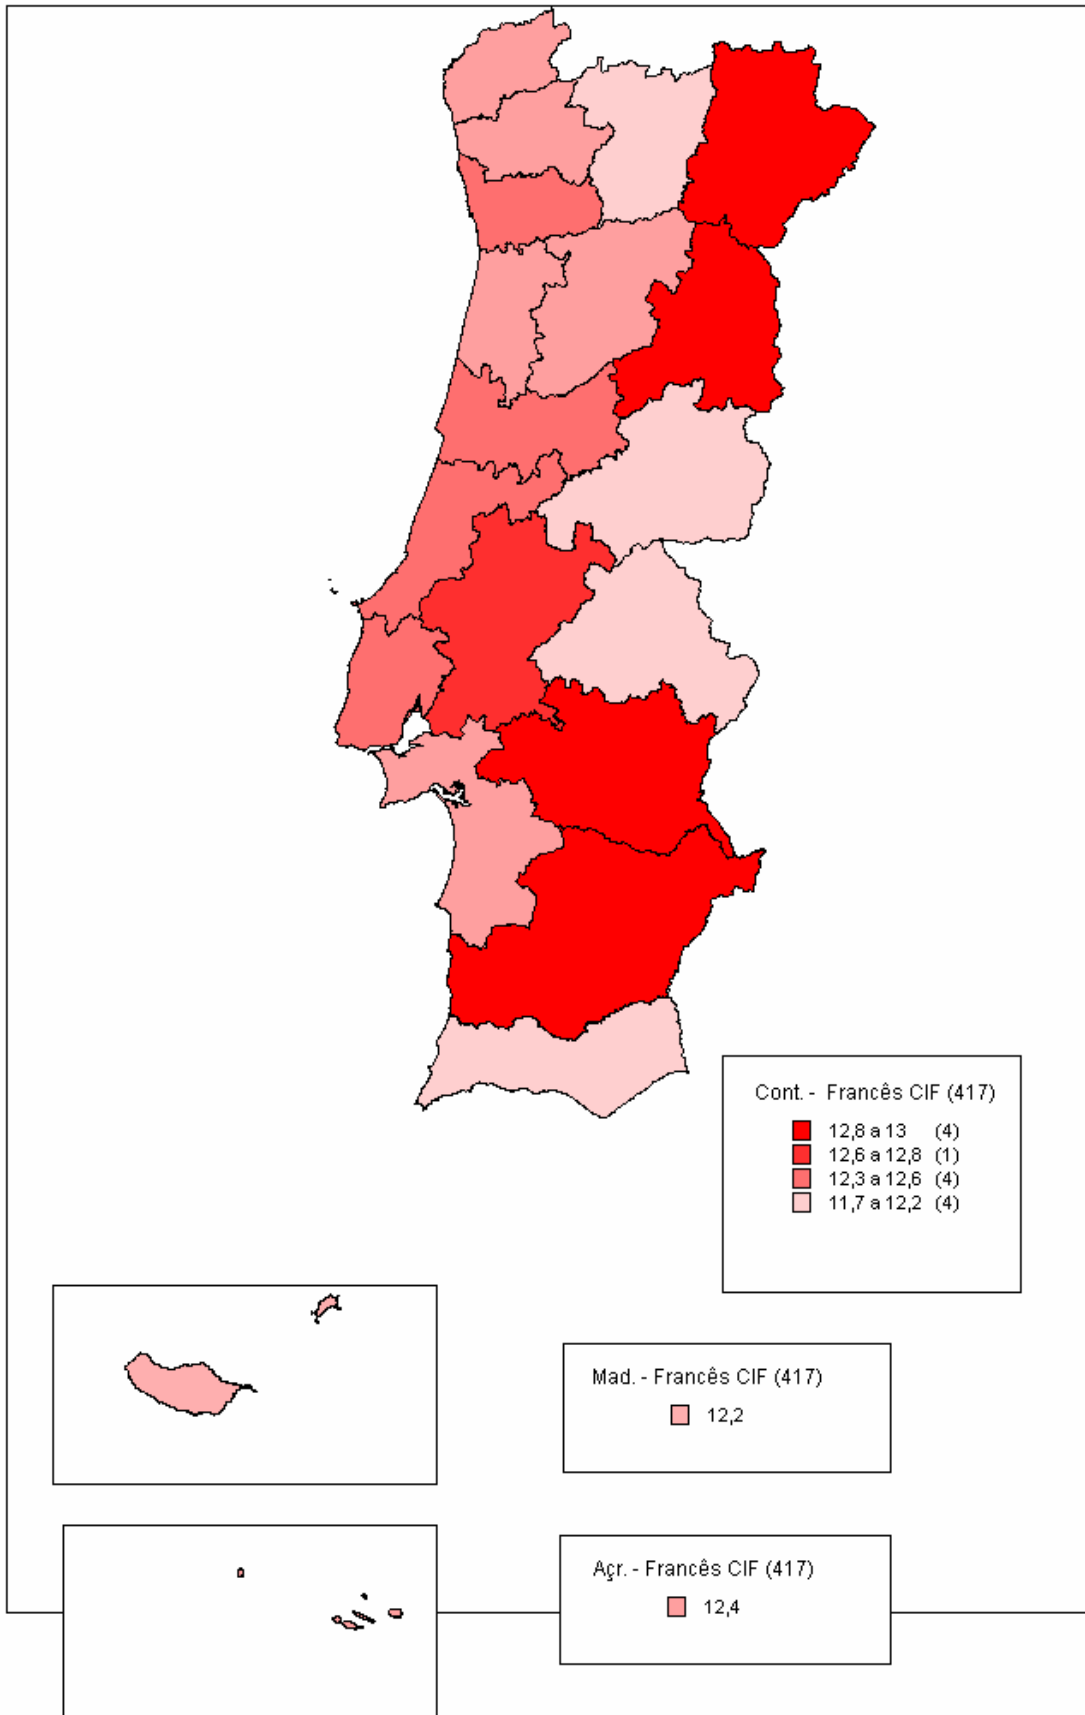 Cont. - Francês CIF (417)
12,8 a 13 (4)
12,6 a 12,8 (1)
12,3 a 12,6 (4)
11,7 a 12,2 (4)
Mad. - Francês CIF (417)
12,2
Açr. - Francês CIF (417)
12,4